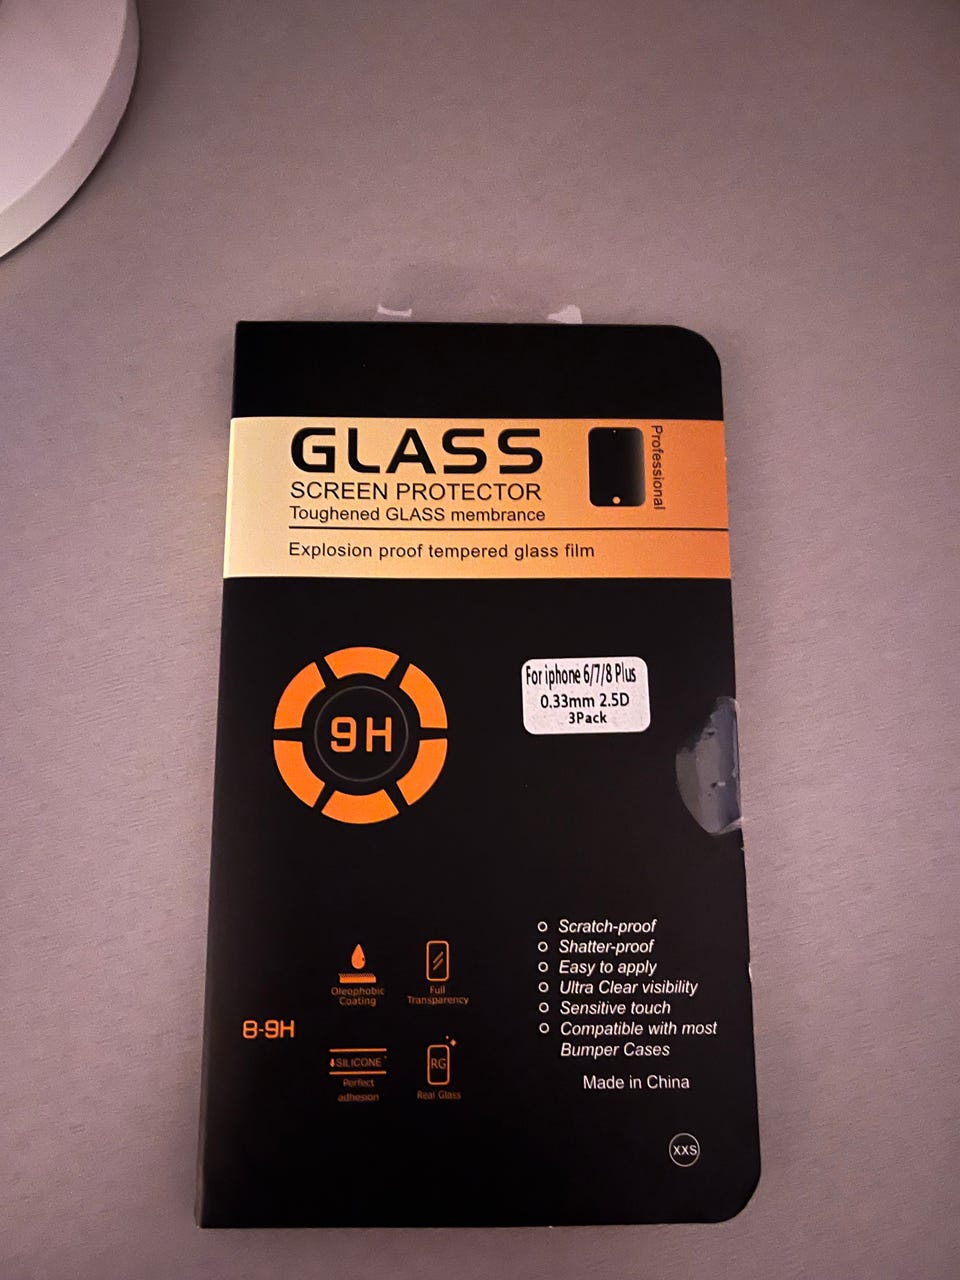 GLASS
SCREEN PROTECTOR
Toughened GLASS membrance
Professional
Explosion proof tempered glass film
9H
For iphone 6/7/8 Plus
0.33mm 2.5D
3Pack
Oleophobic
Coating
Full
Transparency
8-9H
SILICONE
Perfect
adhesion
RG
Real Glass
Scratch-proof
Shatter-proof
Easy to apply
Ultra Clear visibility
Sensitive touch
Compatible with most
Bumper Cases
Made in China
XXS